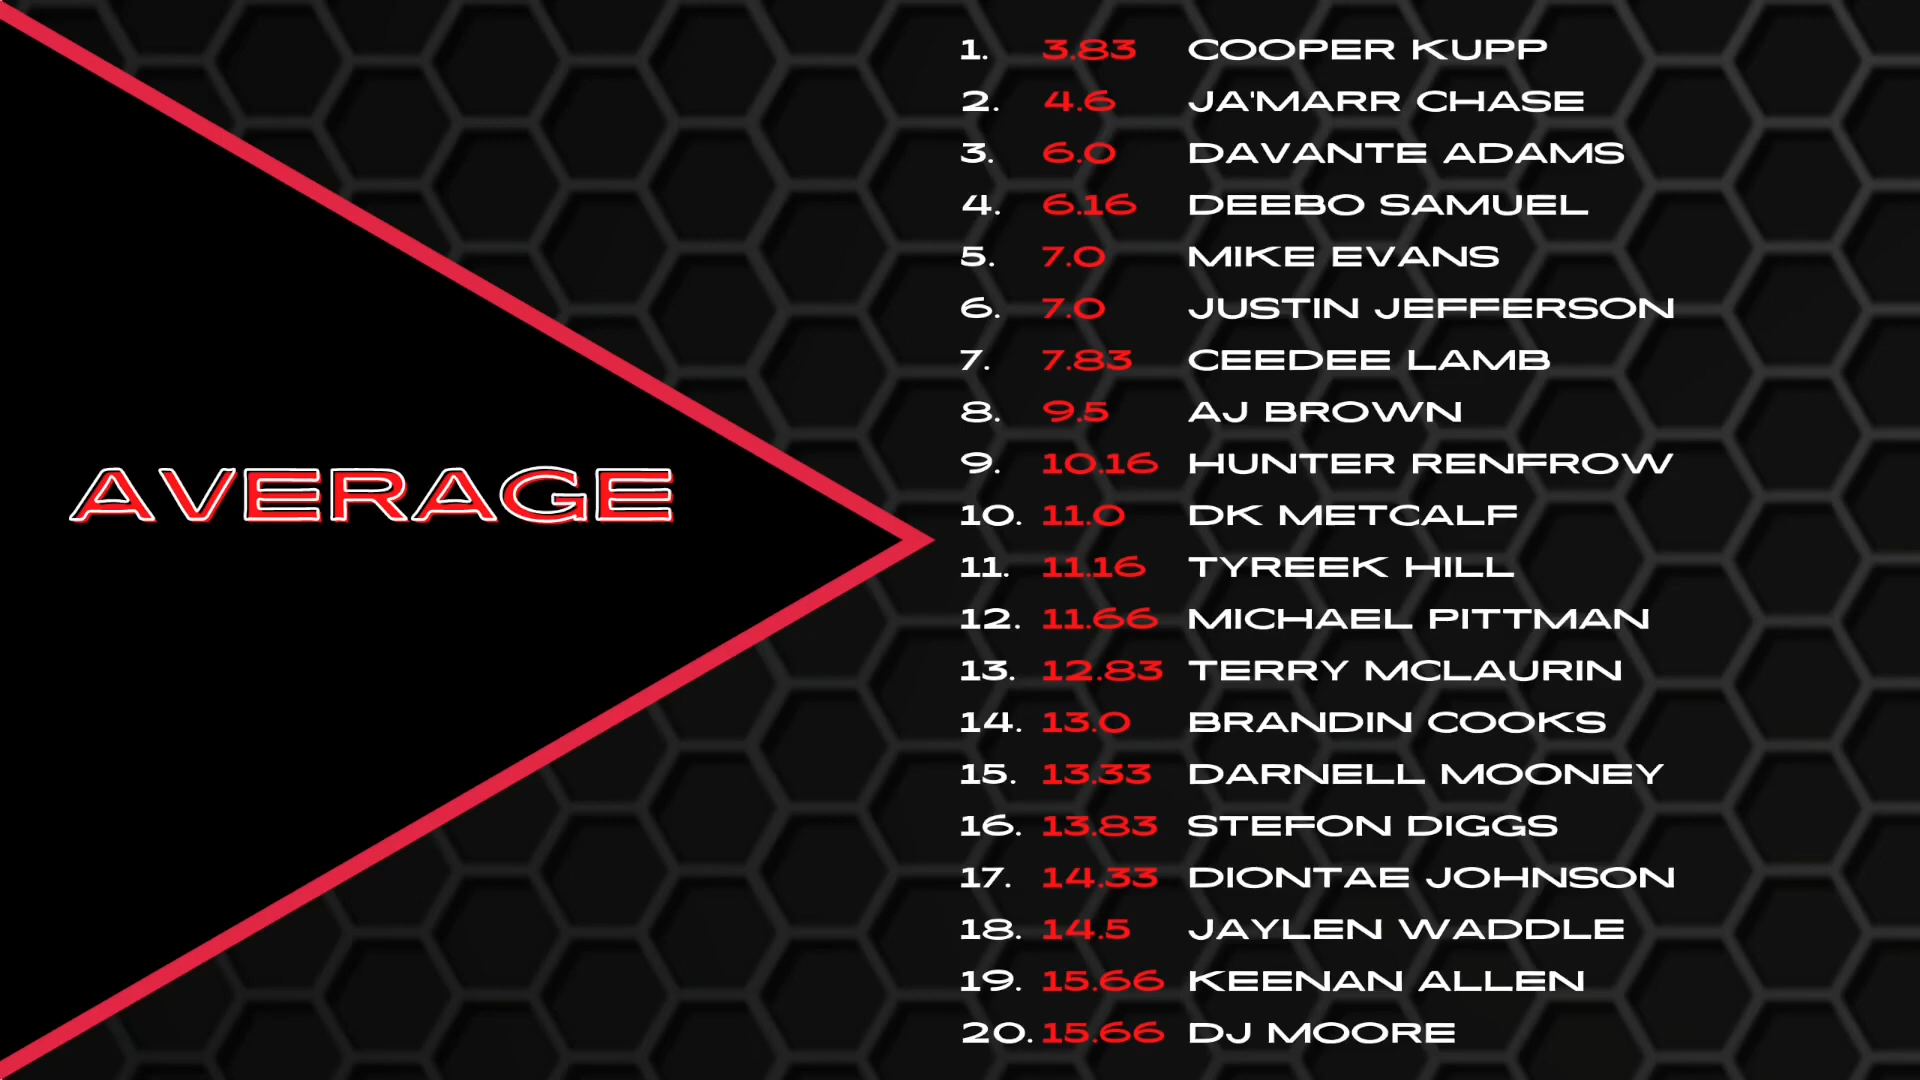 AVERAGE
1. 3.83 COOPER KUPP
2. 4.6 JA'MARR CHASE
3. 6.0 DAVANTE ADAMS
4. 6.16 DEEBO SAMUEL
5. 7.0 MIKE EVANS
6. 7.0 JUSTIN JEFFERSON
7. 7.83 CEEDEE LAMB
8. 9.5 AJ BROWN
9. 10.16 HUNTER RENFROW
10. 11.0 DK METCALF
11. 11.16 TYREEK HILL
12. 11.66 MICHAEL PITTMAN
13. 12.83 TERRY MCLAURIN
14. 13.0 BRANDIN COOKS
15. 13.33 DARNELL MOONEY
16. 13.83 STEFON DIGGS
17. 14.33 DIONTAE JOHNSON
18. 14.5 JAYLEN WADDLE
19. 15.66 KEENAN ALLEN
20. 15.66 DJ MOORE